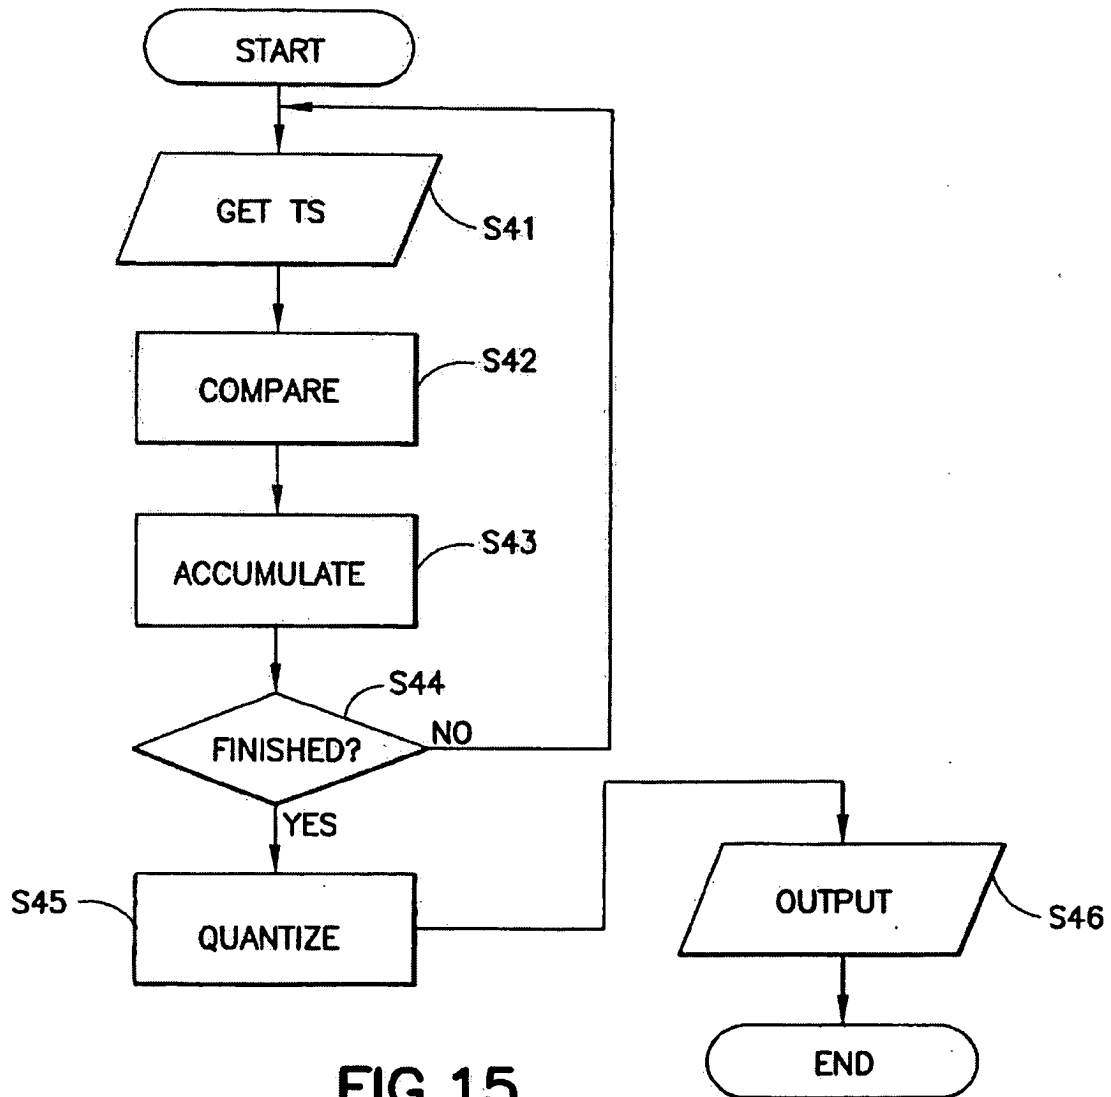 START
GET TS
S41
COMPARE
S42
ACCUMULATE
S43
S44
FINISHED?
NO
YES
S45
QUANTIZE
OUTPUT
S46
END
FIG.15